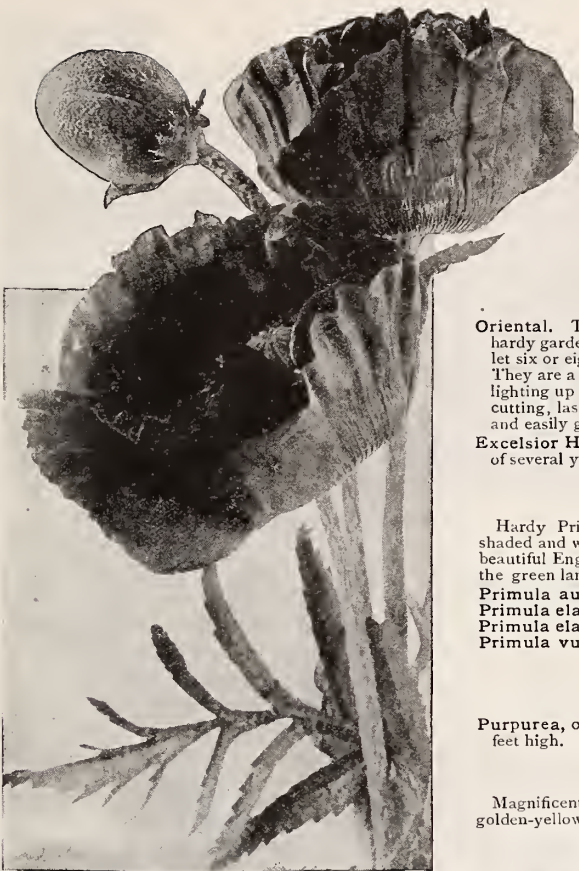 Oriental. T
hardy garde
let six or eig
They are a
lighting up
cutting, las
and easily g
Excelsior H
of several y
Hardy Pri
shaded and w
beautiful Eng
the green lan
Primula au
Primula ela
Primula ela
Primula vu
Purpurea, o
feet high.
Magnificent
golden-yellow